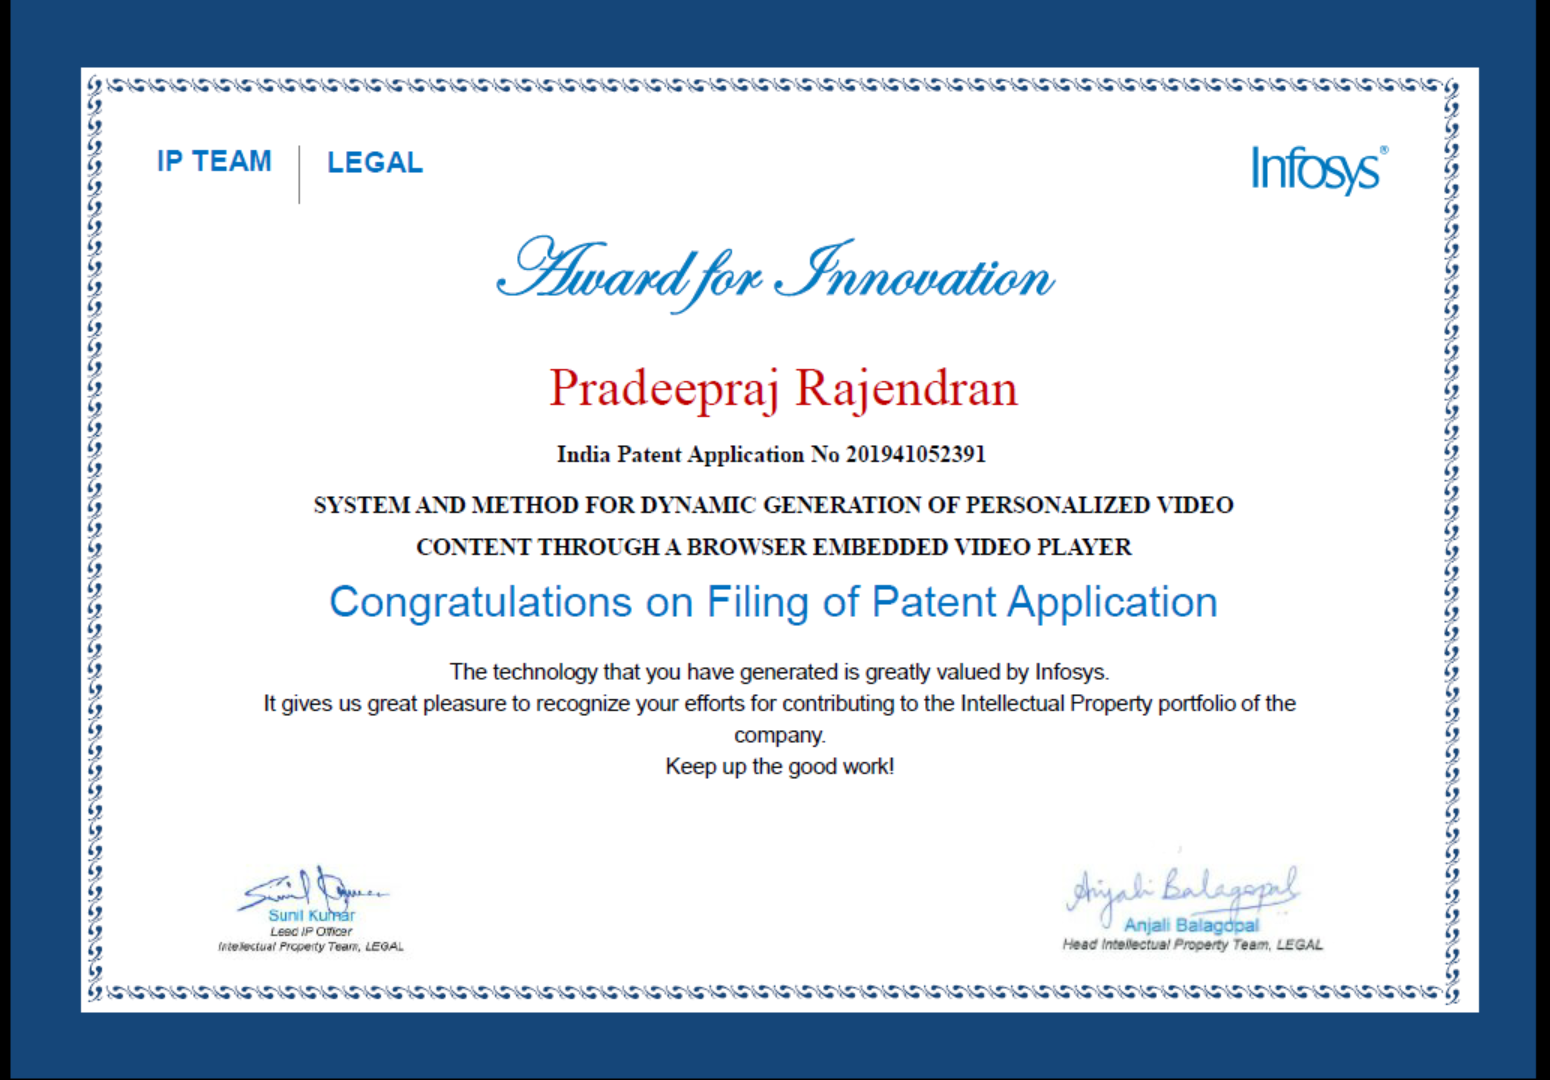 IP TEAM LEGAL
Infosys®
Award for Innovation
Pradeepraj Rajendran
India Patent Application No 201941052391
SYSTEM AND METHOD FOR DYNAMIC GENERATION OF PERSONALIZED VIDEO
CONTENT THROUGH A BROWSER EMBEDDED VIDEO PLAYER
Congratulations on Filing of Patent Application
The technology that you have generated is greatly valued by Infosys.
It gives us great pleasure to recognize your efforts for contributing to the Intellectual Property portfolio of the
company.
Keep up the good work!
Sunil Kumar
Sunil Kumar
Lead IP Officer
Intellectual Property Team, LEGAL
Anjali Balagopal
Anjali Balagopal
Head Intellectual Property Team, LEGAL